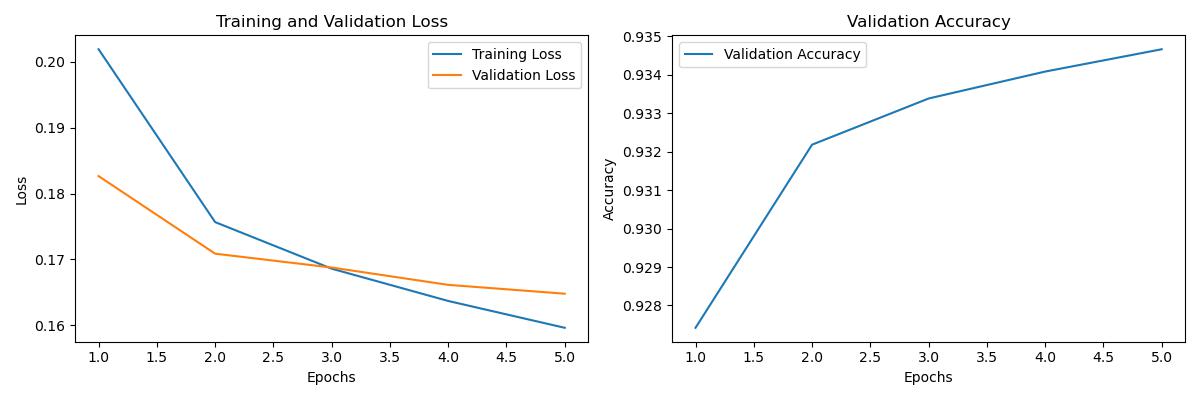 Training and Validation Loss
Training Loss
Validation Loss
0.20
0.19
0.18
0.17
0.16
Loss
1.0 1.5 2.0 2.5 3.0 3.5 4.0 4.5 5.0
Epochs
Validation Accuracy
Validation Accuracy
0.935
0.934
0.933
0.932
0.931
0.930
0.929
0.928
Accuracy
1.0 1.5 2.0 2.5 3.0 3.5 4.0 4.5 5.0
Epochs